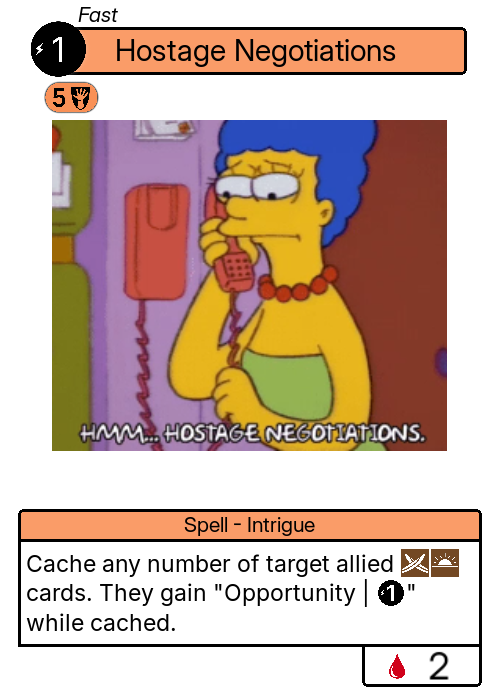 Fast
1 Hostage Negotiations
5
HMM... HOSTAGE NEGOTIATIONS.
Spell - Intrigue
Cache any number of target allied
cards. They gain "Opportunity | 1"
while cached.
2